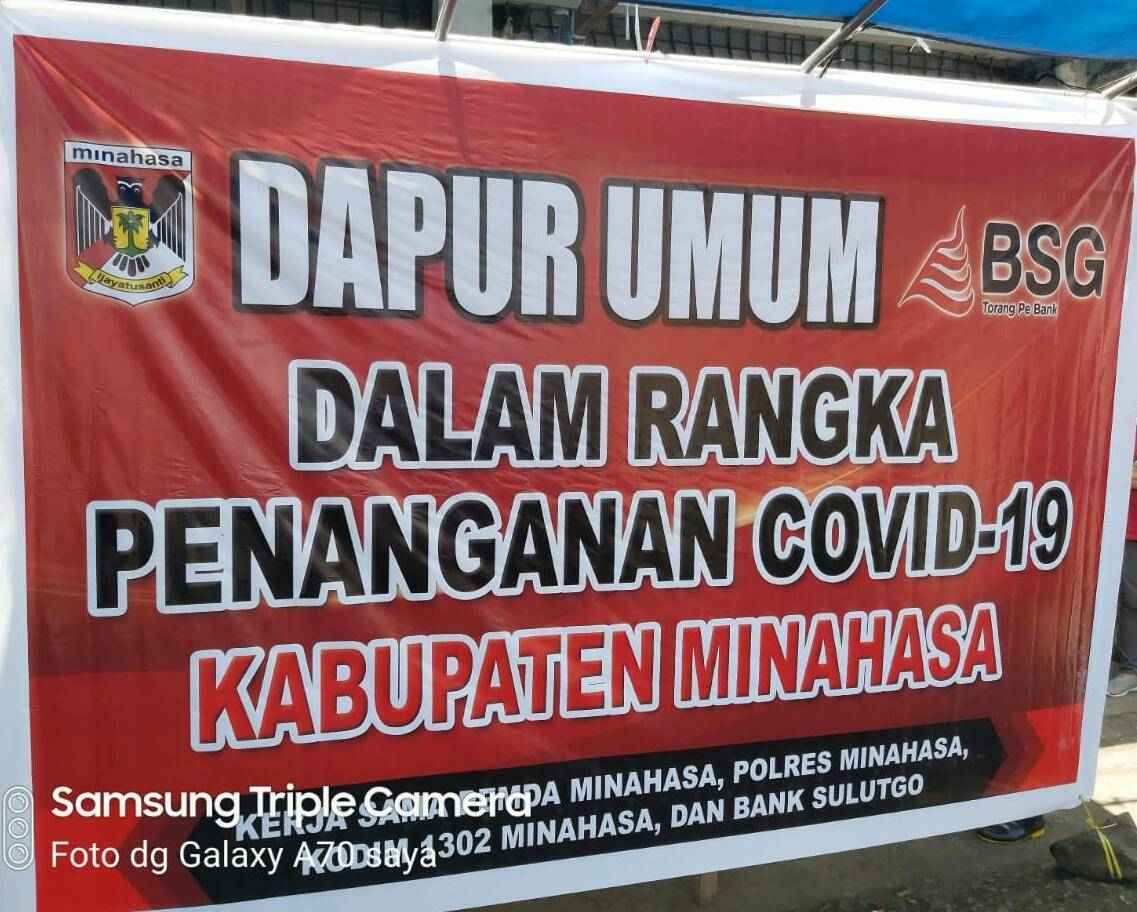 minahasa
ijayatusanti
DAPUR UMUM
BSG
Torang Pe Bank
DALAM RANGKA
PENANGANAN COVID-19
KABUPATEN MINAHASA
KERJA SAMA PEMDA MINAHASA, POLRES MINAHASA,
KODIM 1302 MINAHASA, DAN BANK SULUTGO
Samsung Triple Camera
Foto dg Galaxy A70 saya